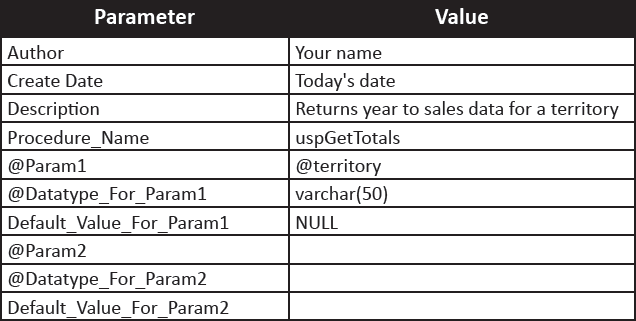 Parameter Value
Author Your name
Create Date Today's date
Description Returns year to sales data for a territory
Procedure_Name uspGetTotals
@Param1 @territory
@Datatype_For_Param1 varchar(50)
Default_Value_For_Param1 NULL
@Param2
@Datatype_For_Param2
Default_Value_For_Param2